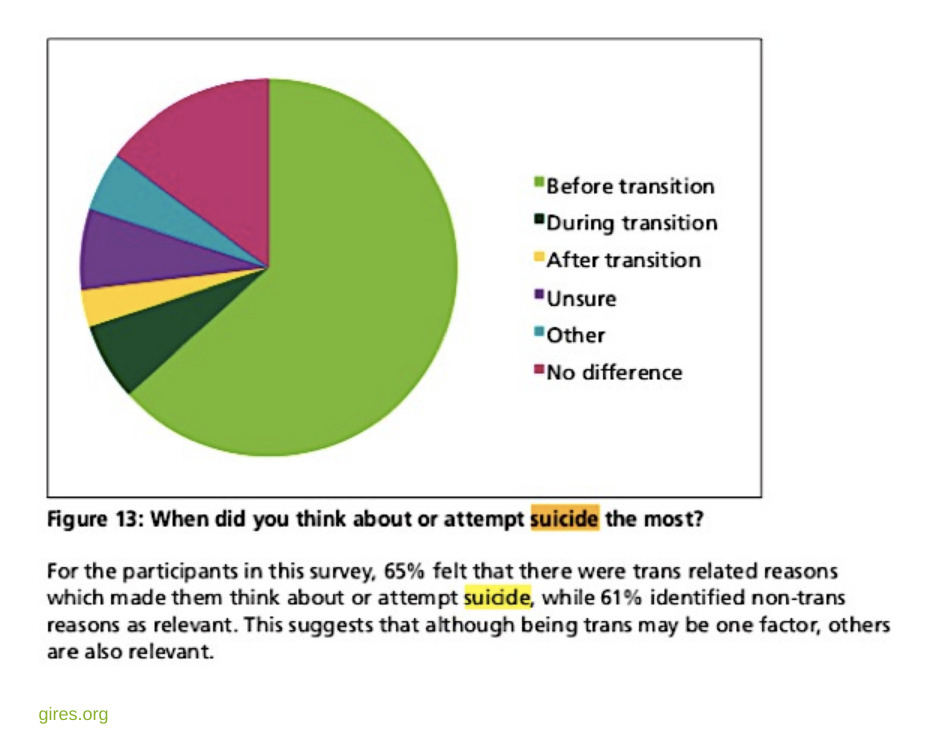 Before transition
During transition
After transition
Unsure
Other
No difference
Figure 13: When did you think about or attempt suicide the most?
For the participants in this survey, 65% felt that there were trans related reasons
which made them think about or attempt suicide, while 61% identified non-trans
reasons as relevant. This suggests that although being trans may be one factor, others
are also relevant.
gires.org